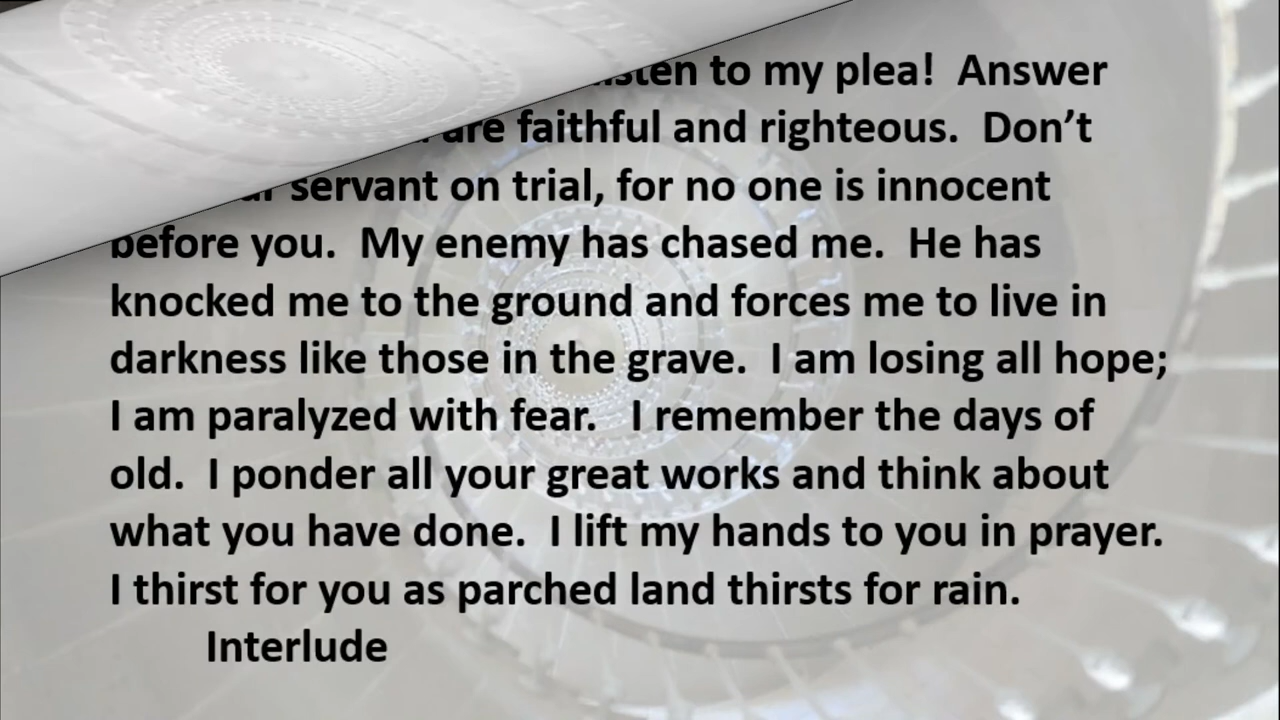 to my plea!  Answer
are faithful and righteous.  Don’t
servant on trial, for no one is innocent
before you.  My enemy has chased me.  He has
knocked me to the ground and forces me to live in
darkness like those in the grave.  I am losing all hope;
I am paralyzed with fear.   I remember the days of
old.  I ponder all your great works and think about
what you have done.  I lift my hands to you in prayer.
I thirst for you as parched land thirsts for rain.
Interlude